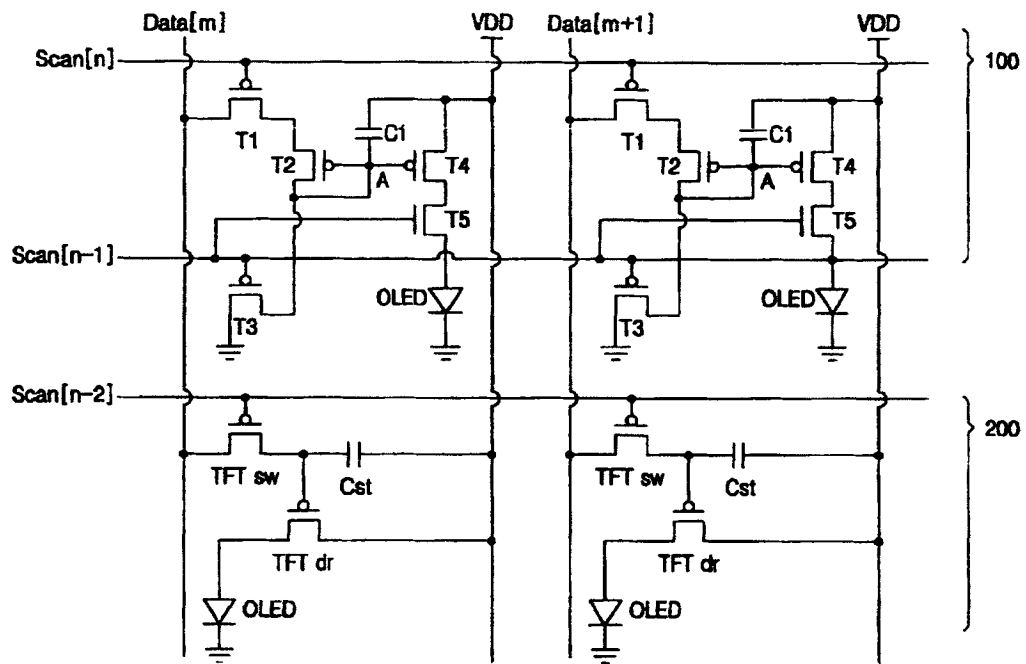 Data[m] VDD Data[m+1] VDD
Scan[n] 100
C1 C1
T1 T1
T2 T4 T2 T4
A A
T5 T5
Scan[n-1]
OLED OLED
T3 T3
Scan[n-2]
200
TFT sw Cst TFT sw Cst
TFT dr TFT dr
OLED OLED